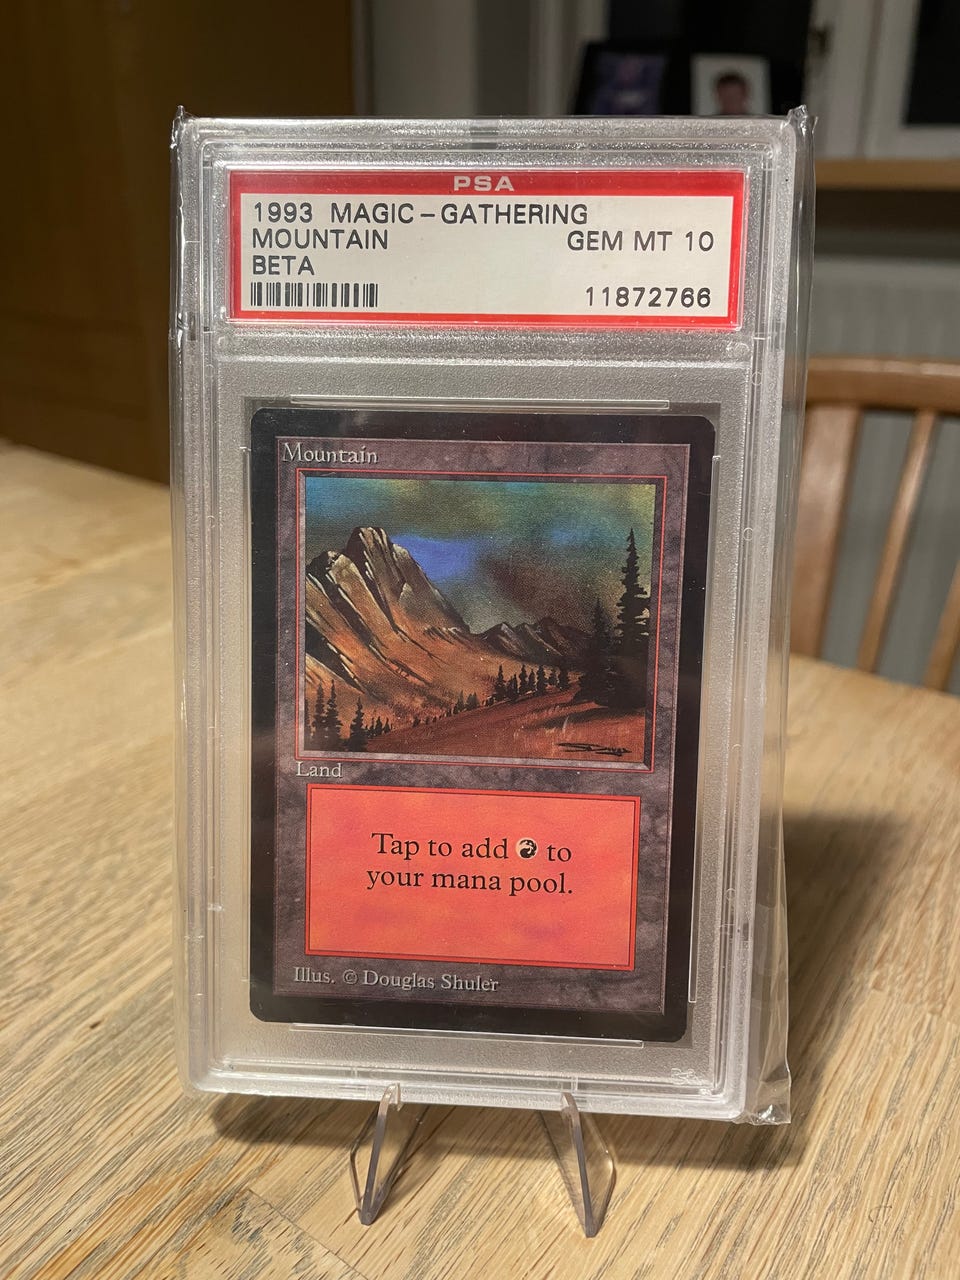 PSA
1993 MAGIC-GATHERING
MOUNTAIN GEM MT 10
BETA
11872766
Mountain
Land
Tap to add to
your mana pool.
Illus. © Douglas Shuler